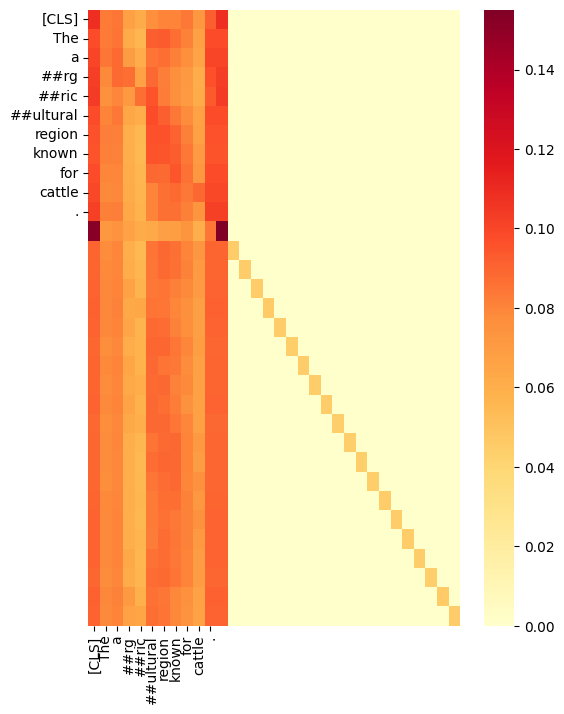 [CLS]
The
a
##rg
##ric
##ultural
region
known
for
cattle
.
0.14
0.12
0.10
0.08
0.06
0.04
0.02
0.00
[CLS]
The
a
##rg
##ric
##ultural
region
known
for
cattle
.